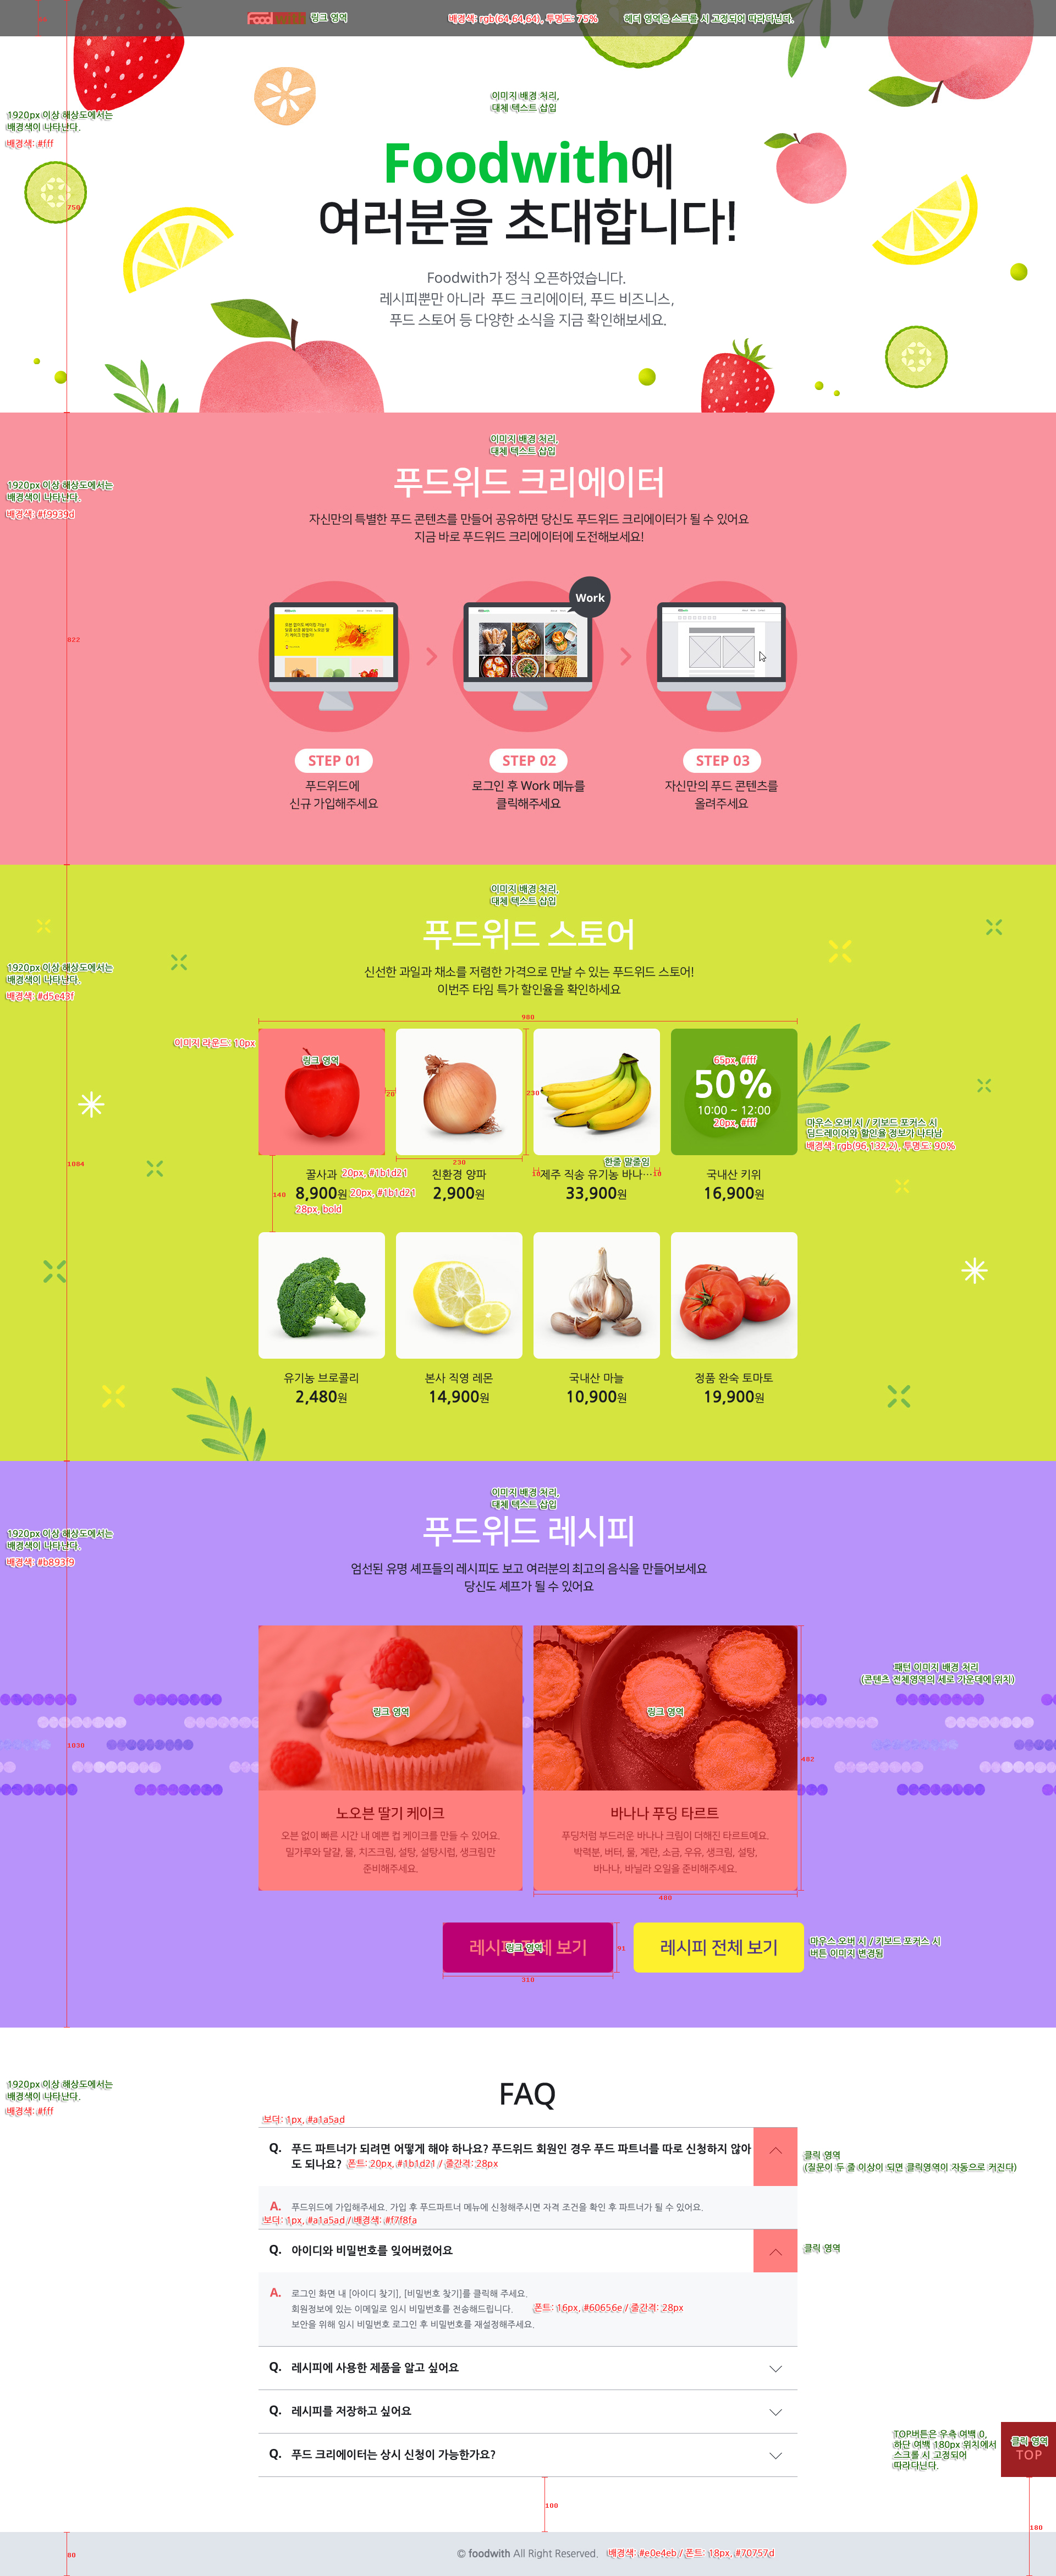 Food
링크 영역
배경색: rgb(64,64,64), 투명도: 75%
헤더 영역은 스크롤 시 고정되어 따라다닌다.
이미지 배경 처리,
대체 텍스트 삽입
1920px 이상 해상도에서는
배경색이 나타난다.
배경색: #fff
750
Foodwith에
여러분을 초대합니다!
Foodwith가 정식 오픈하였습니다.
레시피뿐만 아니라 푸드 크리에이터, 푸드 비즈니스,
푸드 스토어 등 다양한 소식을 지금 확인해보세요.
이미지 배경 처리,
대체 텍스트 삽입
푸드위드 크리에이터
1920px 이상 해상도에서는
배경색이 나타난다.
배경색: #f9939d
자신만의 특별한 푸드 콘텐츠를 만들어 공유하면 당신도 푸드위드 크리에이터가 될 수 있어요
지금 바로 푸드위드 크리에이터에 도전해보세요!
Work
822
STEP 01
STEP 02
STEP 03
푸드위드에
신규 가입해주세요
로그인 후 Work 메뉴를
클릭해주세요
자신만의 푸드 콘텐츠를
올려주세요
이미지 배경 처리,
대체 텍스트 삽입
푸드위드 스토어
1920px 이상 해상도에서는
배경색이 나타난다.
배경색: #d5e43f
신선한 과일과 채소를 저렴한 가격으로 만날 수 있는 푸드위드 스토어!
이번주 타임 특가 할인율을 확인하세요
980
이미지 라운드: 10px
링크 영역
20
230
65px, #fff
50%
10:00 ~ 12:00
20px, #fff
마우스 오버 시 / 키보드 포커스 시
딤드레이어와 할인율 정보가 나타남
배경색: rgb(96,132,2), 투명도: 90%
230
한줄 말줄임
1084
140
꿀사과
20px, #1b1d21
친환경 양파
10
제주 직송 유기농 바나…
10
국내산 키위
8,900원
20px, #1b1d21
2,900원
33,900원
16,900원
28px, bold
유기농 브로콜리
본사 직영 레몬
국내산 마늘
정품 완숙 토마토
2,480원
14,900원
10,900원
19,900원
이미지 배경 처리,
대체 텍스트 삽입
푸드위드 레시피
1920px 이상 해상도에서는
배경색이 나타난다.
배경색: #b893f9
엄선된 유명 셰프들의 레시피도 보고 여러분의 최고의 음식을 만들어보세요
당신도 셰프가 될 수 있어요
패턴 이미지 배경 처리
(콘텐츠 전체영역의 세로 가운데에 위치)
링크 영역
링크 영역
1030
482
노오븐 딸기 케이크
바나나 푸딩 타르트
오븐 없이 빠른 시간 내 예쁜 컵 케이크를 만들 수 있어요.
밀가루와 달걀, 물, 치즈크림, 설탕, 설탕시럽, 생크림만
준비해주세요.
푸딩처럼 부드러운 바나나 크림이 더해진 타르트예요.
박력분, 버터, 물, 계란, 소금, 우유, 생크림, 설탕,
바나나, 바닐라 오일을 준비해주세요.
480
레시피 전체 보기
링크 영역
91
310
레시피 전체 보기
마우스 오버 시 / 키보드 포커스 시
버튼 이미지 변경됨
1920px 이상 해상도에서는
배경색이 나타난다.
배경색: #fff
FAQ
보더: 1px, #a1a5ad
Q. 푸드 파트너가 되려면 어떻게 해야 하나요? 푸드위드 회원인 경우 푸드 파트너를 따로 신청하지 않아
도 되나요?
폰트: 20px, #1b1d21 / 줄간격: 28px
클릭 영역
(질문이 두 줄 이상이 되면 클릭영역이 자동으로 커진다)
A. 푸드위드에 가입해주세요. 가입 후 푸드파트너 메뉴에 신청해주시면 자격 조건을 확인 후 파트너가 될 수 있어요.
보더: 1px, #a1a5ad / 배경색: #f7f8fa
Q. 아이디와 비밀번호를 잊어버렸어요
클릭 영역
A. 로그인 화면 내 [아이디 찾기], [비밀번호 찾기]를 클릭해 주세요.
회원정보에 있는 이메일로 임시 비밀번호를 전송해드립니다.
폰트: 16px, #60656e / 줄간격: 28px
보안을 위해 임시 비밀번호 로그인 후 비밀번호를 재설정해주세요.
Q. 레시피에 사용한 제품을 알고 싶어요
Q. 레시피를 저장하고 싶어요
Q. 푸드 크리에이터는 상시 신청이 가능한가요?
TOP버튼은 우측 여백 0,
하단 여백 180px 위치에서
스크롤 시 고정되어
따라다닌다.
클릭 영역
TOP
100
180
80
© foodwith All Right Reserved.
배경색: #e0e4eb / 폰트: 18px, #70757d